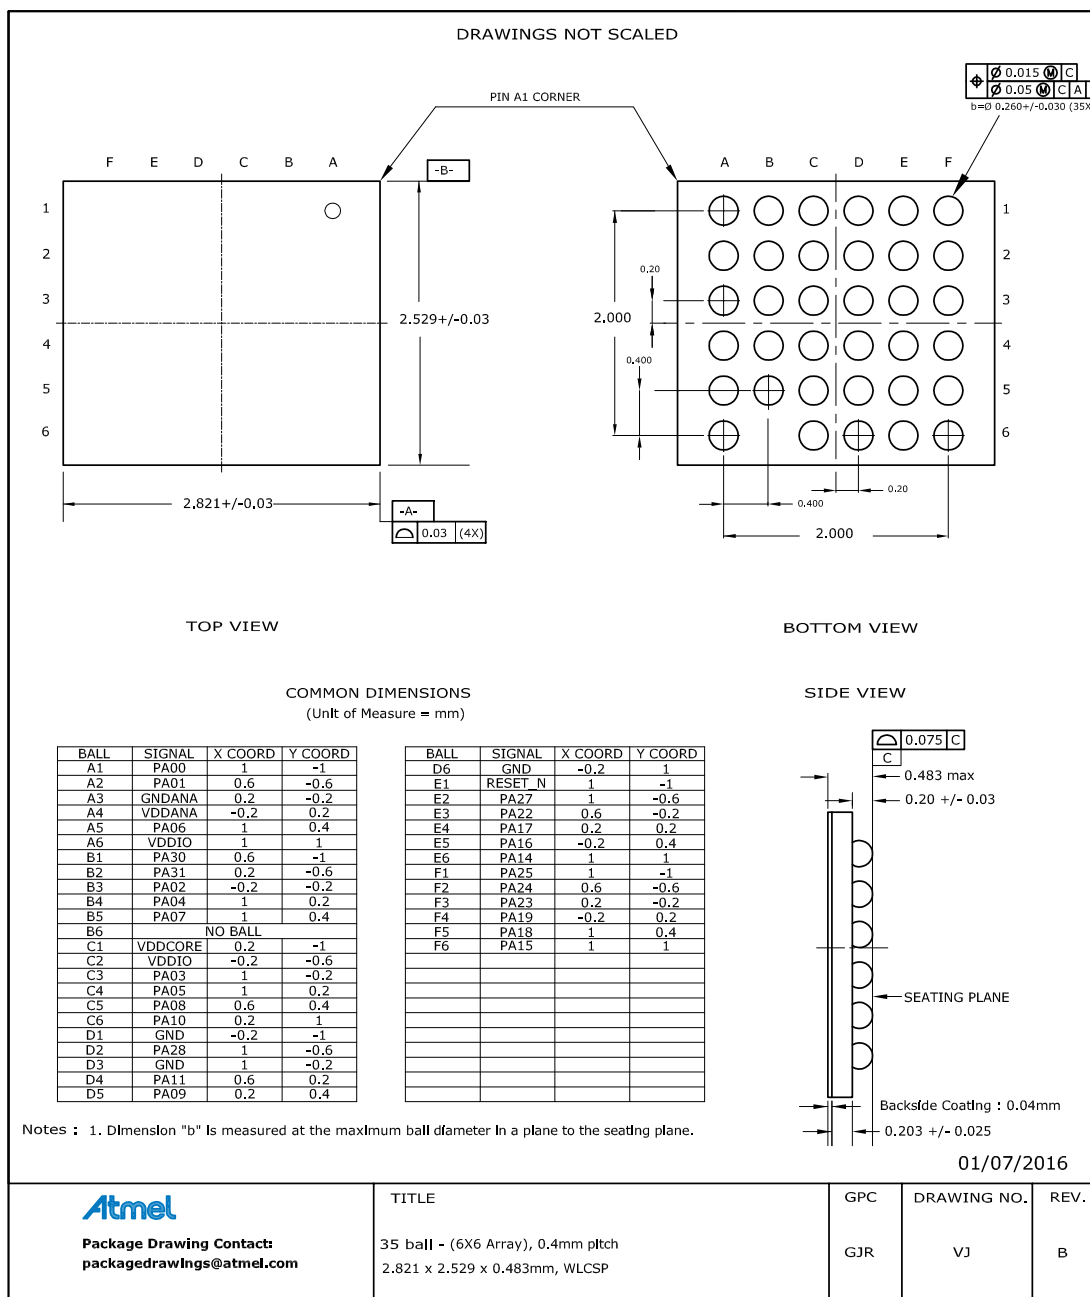 DRAWINGS NOT SCALED
Ø 0.015 Ⓜ C
Ø 0.05 Ⓜ C A
b=Ø 0.260+/-0.030 (35X
PIN A1 CORNER
F E D C B A
-B-
A B C D E F
1
2
3
4
5
6
2.529+/-0.03
2.821+/-0.03
-A-
0.03 (4X)
1
2
3
4
5
6
0.20
2.000
0.400
0.20
0.400
2.000
TOP VIEW
BOTTOM VIEW
COMMON DIMENSIONS
(Unit of Measure = mm)
SIDE VIEW
BALL SIGNAL X COORD Y COORD
A1 PA00 1 -1
A2 PA01 0.6 -0.6
A3 GNDANA 0.2 -0.2
A4 VDDANA -0.2 0.2
A5 PA06 1 0.4
A6 VDDIO 1 1
B1 PA30 0.6 -1
B2 PA31 0.2 -0.6
B3 PA02 -0.2 -0.2
B4 PA04 1 0.2
B5 PA07 1 0.4
B6 NO BALL
C1 VDDCORE 0.2 -1
C2 VDDIO -0.2 -0.6
C3 PA03 1 -0.2
C4 PA05 1 0.2
C5 PA08 0.6 0.4
C6 PA10 0.2 1
D1 GND -0.2 -1
D2 PA28 1 -0.6
D3 GND 1 -0.2
D4 PA11 0.6 0.2
D5 PA09 0.2 0.4
BALL SIGNAL X COORD Y COORD
D6 GND -0.2 1
E1 RESET_N 1 -1
E2 PA27 1 -0.6
E3 PA22 0.6 -0.2
E4 PA17 0.2 0.2
E5 PA16 -0.2 0.4
E6 PA14 1 1
F1 PA25 1 -1
F2 PA24 0.6 -0.6
F3 PA23 0.2 -0.2
F4 PA19 -0.2 0.2
F5 PA18 1 0.4
F6 PA15 1 1
0.075 C
C
0.483 max
0.20 +/- 0.03
SEATING PLANE
Backside Coating : 0.04mm
0.203 +/- 0.025
Notes : 1. Dimension "b" is measured at the maximum ball diameter in a plane to the seating plane.
01/07/2016
Atmel
Package Drawing Contact:
packagedrawings@atmel.com
TITLE
35 ball - (6X6 Array), 0.4mm pitch
2.821 x 2.529 x 0.483mm, WLCSP
GPC
GJR
DRAWING NO.
VJ
REV.
B